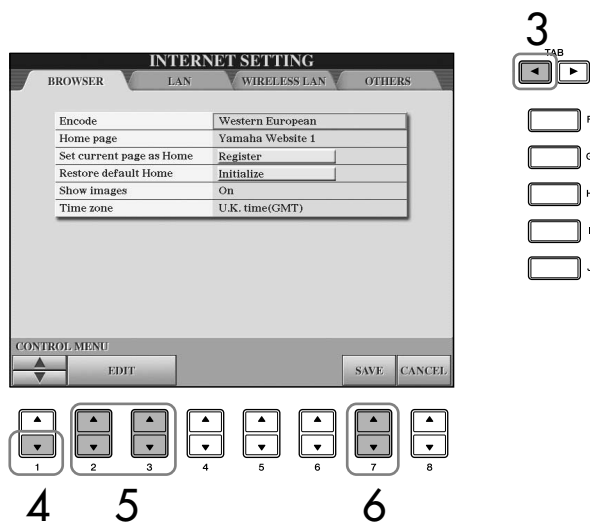 3
TAB
INTERNET SETTING
BROWSER LAN WIRELESS LAN OTHERS
Encode Western European
Home page Yamaha Website 1
Set current page as Home Register
Restore default Home Initialize
Show images On
Time zone U.K. time(GMT)
CONTROL MENU
EDIT SAVE CANCEL
1 2 3 4 5 6 7 8
4 5 6